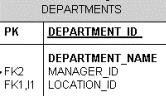 DEPARTMENTS
PK DEPARTMENT_ID
DEPARTMENT_NAME
FK2 MANAGER_ID
FK1,I1 LOCATION_ID